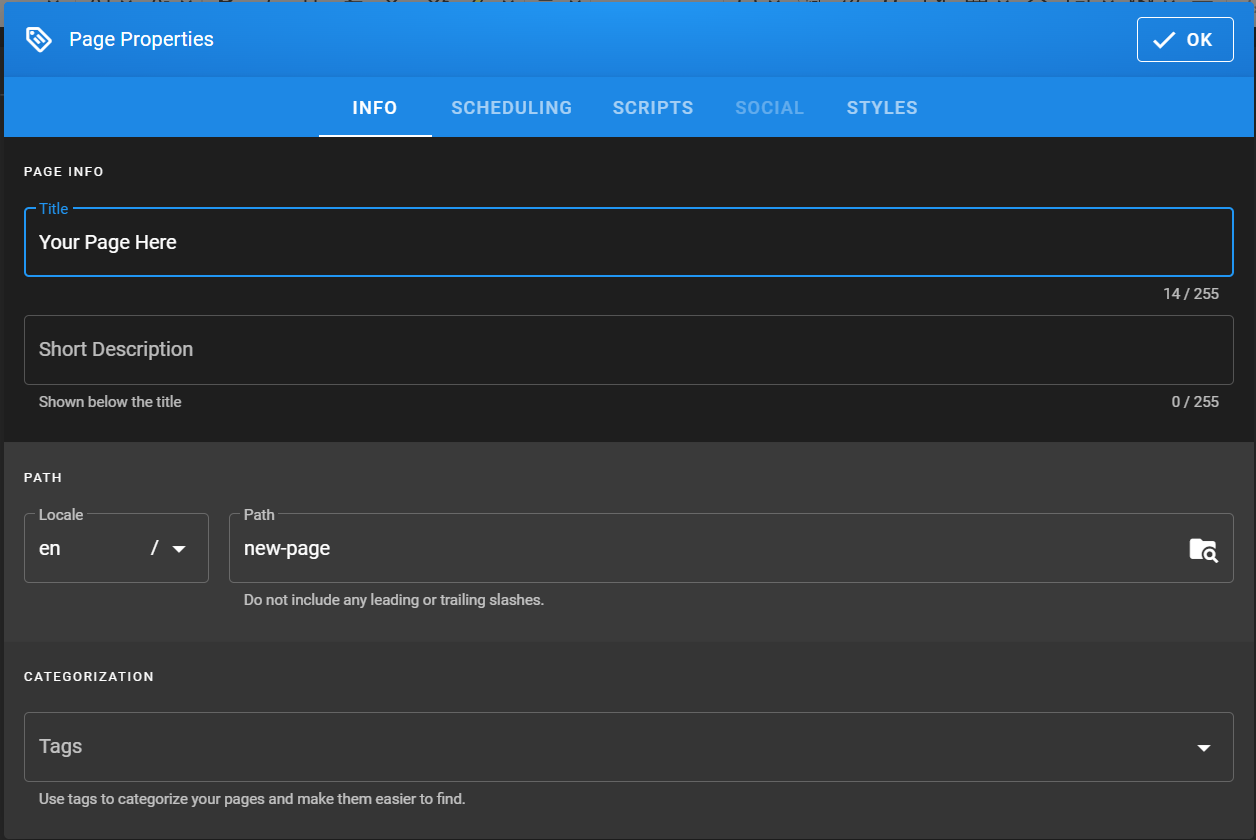 Page Properties
OK
INFO SCHEDULING SCRIPTS SOCIAL STYLES
PAGE INFO
Title
Your Page Here
14 / 255
Short Description
Shown below the title 0 / 255
PATH
Locale Path
en / new-page
Do not include any leading or trailing slashes.
CATEGORIZATION
Tags
Use tags to categorize your pages and make them easier to find.